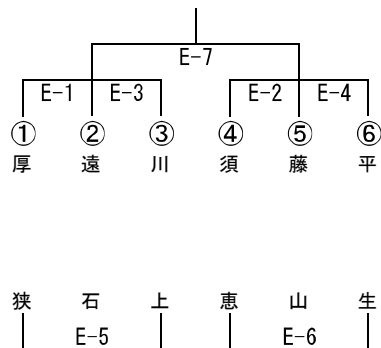 E-7
E-1 E-3 E-2 E-4
① ② ③ ④ ⑤ ⑥
厚 遠 川 須 藤 平
狭 石 上 恵 山 生
E-5 E-6